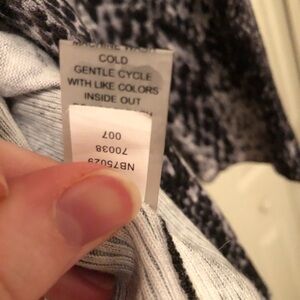 MACHINE WASH
COLD
GENTLE CYCLE
WITH LIKE COLORS
INSIDE OUT
NB75029
70038
007